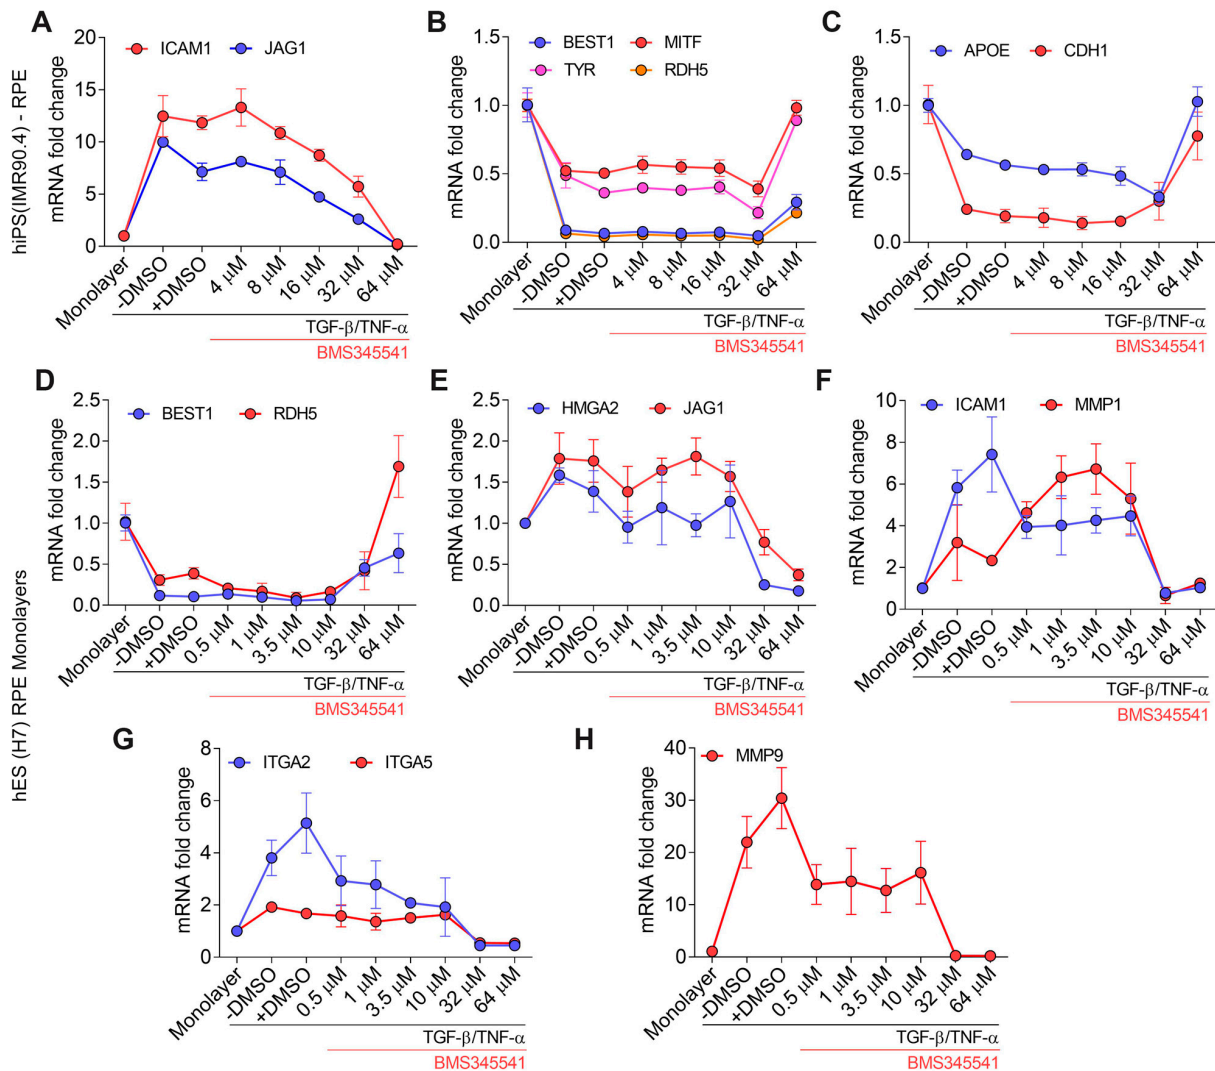 A
hiPS(IMR90.4) - RPE
mRNA fold change
ICAM1 JAG1
20
15
10
5
0
Monolayer -DMSO +DMSO 4 µM 8 µM 16 µM 32 µM 64 µM
TGF-β/TNF-α
BMS345541
B
mRNA fold change
BEST1 MITF
TYR RDH5
1.5
1.0
0.5
0.0
Monolayer -DMSO +DMSO 4 µM 8 µM 16 µM 32 µM 64 µM
TGF-β/TNF-α
BMS345541
C
mRNA fold change
APOE CDH1
1.5
1.0
0.5
0.0
Monolayer -DMSO +DMSO 4 µM 8 µM 16 µM 32 µM 64 µM
TGF-β/TNF-α
BMS345541
hES (H7) RPE Monolayers
D
mRNA fold change
BEST1 RDH5
2.5
2.0
1.5
1.0
0.5
0.0
Monolayer -DMSO +DMSO 0.5 µM 1 µM 3.5 µM 10 µM 32 µM 64 µM
TGF-β/TNF-α
BMS345541
E
mRNA fold change
HMGA2 JAG1
2.5
2.0
1.5
1.0
0.5
0.0
Monolayer -DMSO +DMSO 0.5 µM 1 µM 3.5 µM 10 µM 32 µM 64 µM
TGF-β/TNF-α
BMS345541
F
mRNA fold change
ICAM1 MMP1
10
8
6
4
2
0
Monolayer -DMSO +DMSO 0.5 µM 1 µM 3.5 µM 10 µM 32 µM 64 µM
TGF-β/TNF-α
BMS345541
G
mRNA fold change
ITGA2 ITGA5
8
6
4
2
0
Monolayer -DMSO +DMSO 0.5 µM 1 µM 3.5 µM 10 µM 32 µM 64 µM
TGF-β/TNF-α
BMS345541
H
mRNA fold change
MMP9
40
30
20
10
0
Monolayer -DMSO +DMSO 0.5 µM 1 µM 3.5 µM 10 µM 32 µM 64 µM
TGF-β/TNF-α
BMS345541